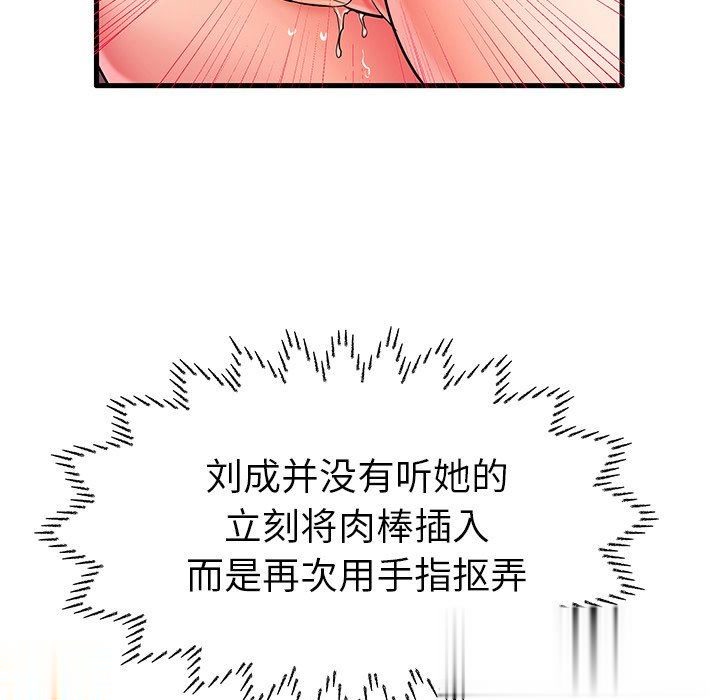 刘成并没有听她的
立刻将肉棒插入
而是再次用手指抠弄